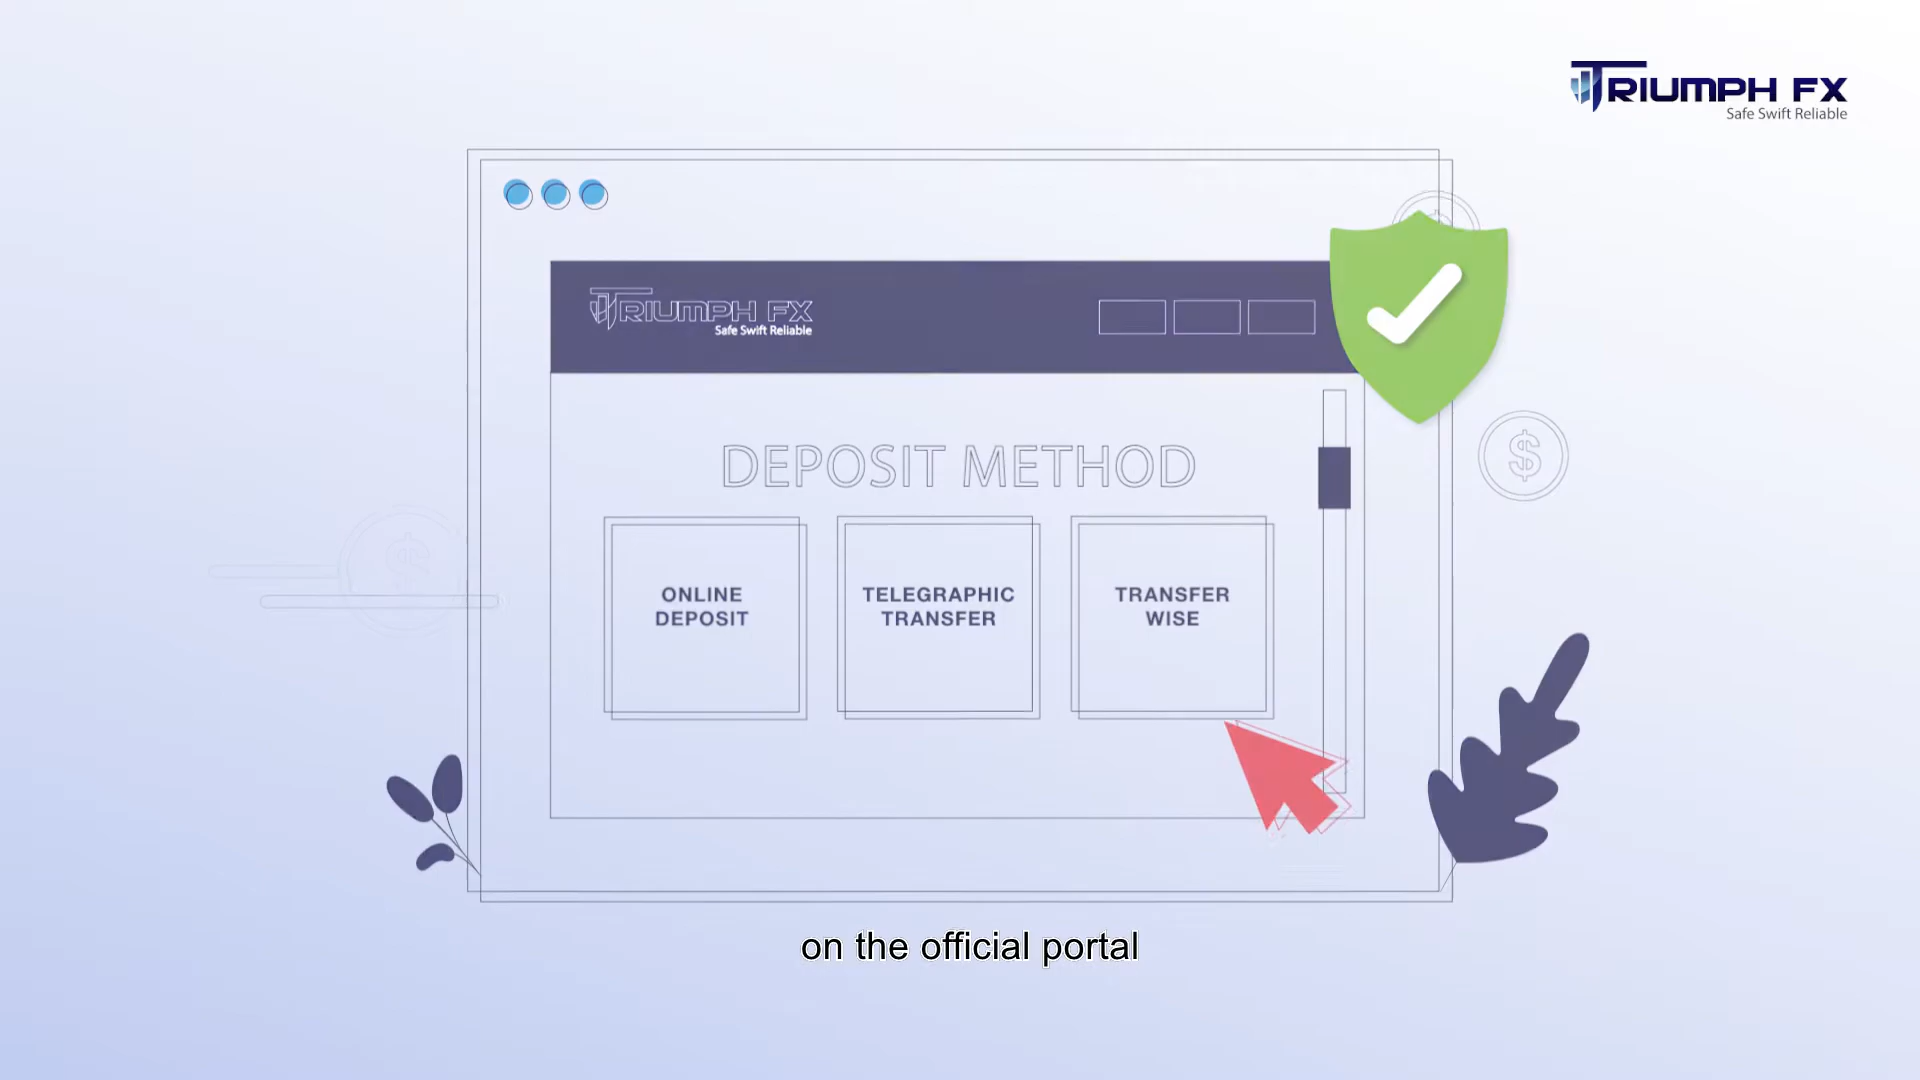 TRIUMPH FX
Safe Swift Reliable
TRIUMPH FX
Safe Swift Reliable
DEPOSIT METHOD
ONLINE
DEPOSIT
TELEGRAPHIC
TRANSFER
TRANSFER
WISE
on the official portal